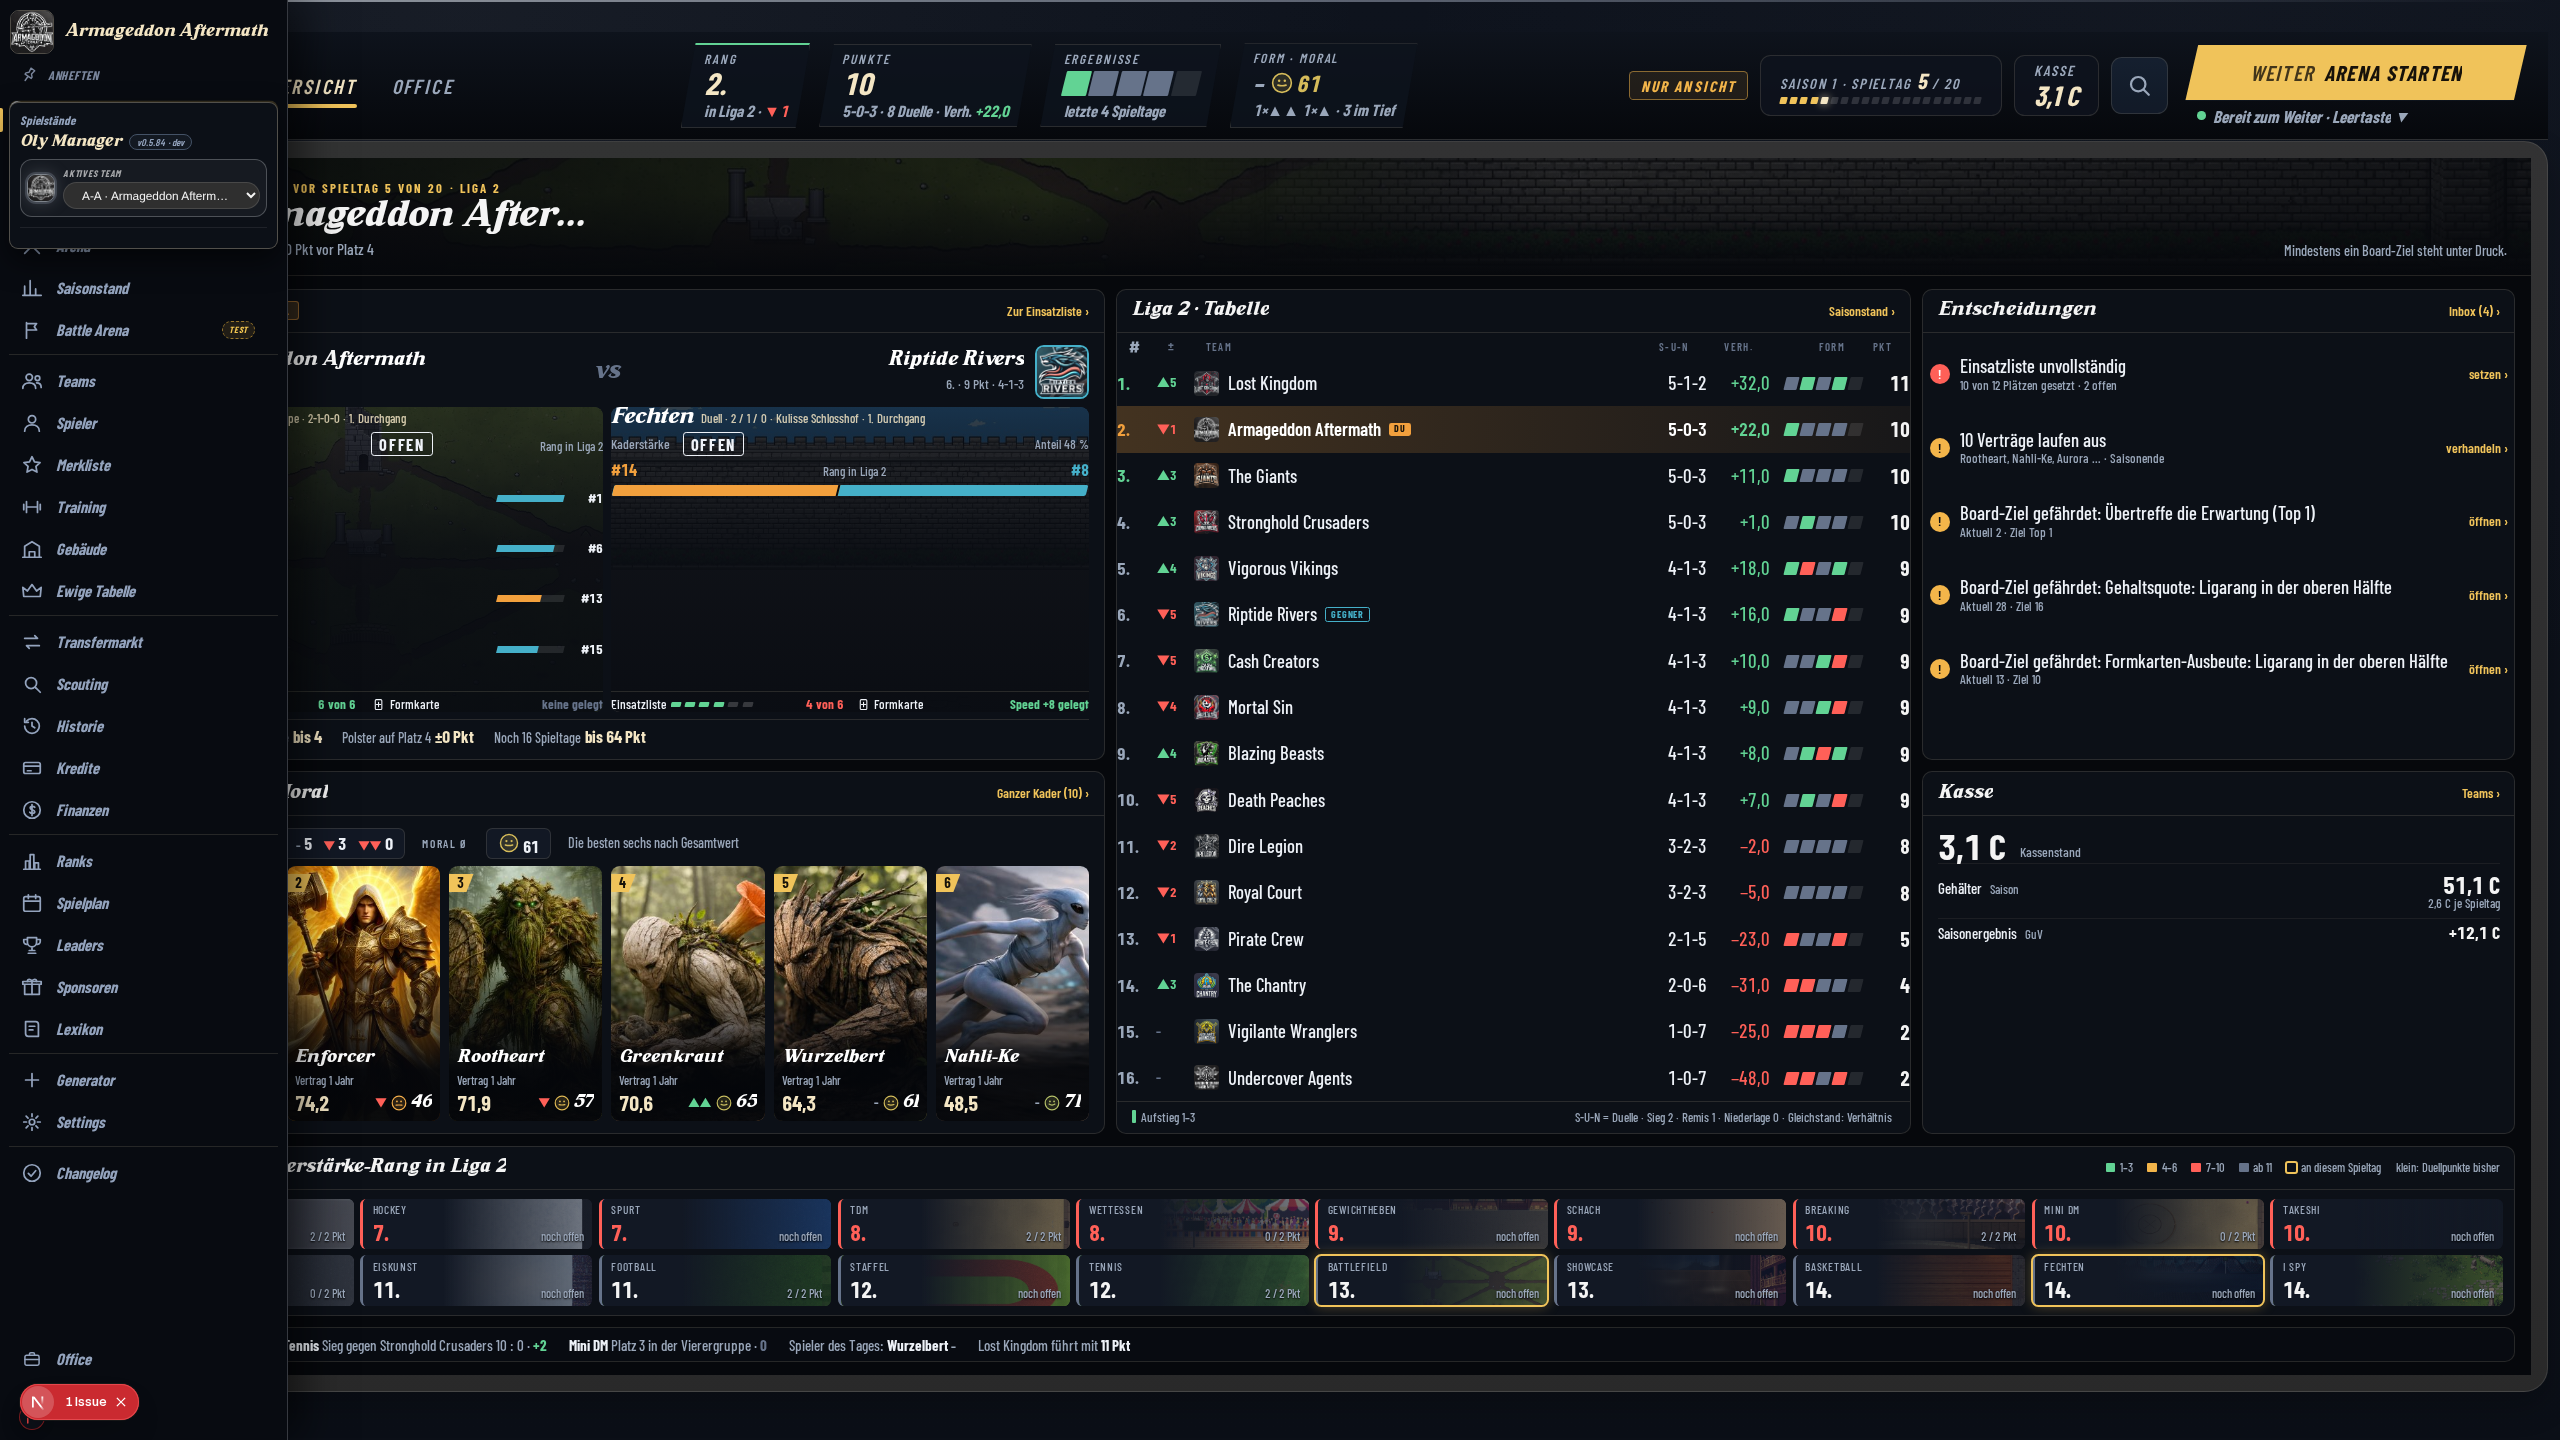 Armageddon Aftermath
ANHEFTEN
Spielstände
Oly Manager v0.5.84 · dev
AKTIVES TEAM
A-A · Armageddon Afterm…
Saisonstand
Battle Arena TEST
Teams
Spieler
Merkliste
Training
Gebäude
Ewige Tabelle
Transfermarkt
Scouting
Historie
Kredite
Finanzen
Ranks
Spielplan
Leaders
Sponsoren
Lexikon
Generator
Settings
Changelog
Office
1 Issue
ERSICHT OFFICE
RANG
2.
in Liga 2 · ▼ 1
PUNKTE
10
5-0-3 · 8 Duelle · Verh. +22,0
ERGEBNISSE
letzte 4 Spieltage
FORM · MORAL
– 61
1×▲▲ 1×▲ · 3 im Tief
NUR ANSICHT
SAISON 1 · SPIELTAG 5 / 20
KASSE
3,1 C
WEITER ARENA STARTEN
Bereit zum Weiter · Leertaste ▼
VOR SPIELTAG 5 VON 20 · LIGA 2
mageddon After…
0 Pkt vor Platz 4
Mindestens ein Board-Ziel steht unter Druck.
Zur Einsatzliste ›
don Aftermath
vs
Riptide Rivers
6. · 9 Pkt · 4-1-3
pe · 2-1-0-0 · 1. Durchgang
OFFEN
Rang in Liga 2
#1
#6
#13
#15
6 von 6 Formkarte keine gelegt
Fechten Duell · 2 / 1 / 0 · Kulisse Schlosshof · 1. Durchgang
Kaderstärke OFFEN Anteil 48 %
#14 Rang in Liga 2 #8
Einsatzliste 4 von 6 Formkarte Speed +8 gelegt
bis 4 Polster auf Platz 4 ±0 Pkt Noch 16 Spieltage bis 64 Pkt
Moral
Ganzer Kader (10) ›
- 5 ▼ 3 ▼▼ 0 MORAL Ø 61 Die besten sechs nach Gesamtwert
2
Enforcer
Vertrag 1 Jahr
74,2 ▼ 46
3
Rootheart
Vertrag 1 Jahr
71,9 ▼ 57
4
Greenkraut
Vertrag 1 Jahr
70,6 ▲▲ 65
5
Wurzelbert
Vertrag 1 Jahr
64,3 - 61
6
Nahli-Ke
Vertrag 1 Jahr
48,5 - 71
Liga 2 · Tabelle
Saisonstand ›
# ± TEAM S-U-N VERH. FORM PKT
1. ▲5 Lost Kingdom 5-1-2 +32,0 11
2. ▼1 Armageddon Aftermath DU 5-0-3 +22,0 10
3. ▲3 The Giants 5-0-3 +11,0 10
4. ▲3 Stronghold Crusaders 5-0-3 +1,0 10
5. ▲4 Vigorous Vikings 4-1-3 +18,0 9
6. ▼5 Riptide Rivers GEGNER 4-1-3 +16,0 9
7. ▼5 Cash Creators 4-1-3 +10,0 9
8. ▼4 Mortal Sin 4-1-3 +9,0 9
9. ▲4 Blazing Beasts 4-1-3 +8,0 9
10. ▼5 Death Peaches 4-1-3 +7,0 9
11. ▼2 Dire Legion 3-2-3 –2,0 8
12. ▼2 Royal Court 3-2-3 –5,0 8
13. ▼1 Pirate Crew 2-1-5 –23,0 5
14. ▲3 The Chantry 2-0-6 –31,0 4
15. - Vigilante Wranglers 1-0-7 –25,0 2
16. - Undercover Agents 1-0-7 –48,0 2
Aufstieg 1–3
S-U-N = Duelle · Sieg 2 · Remis 1 · Niederlage 0 · Gleichstand: Verhältnis
Entscheidungen
Inbox (4) ›
Einsatzliste unvollständig
10 von 12 Plätzen gesetzt · 2 offen
setzen ›
10 Verträge laufen aus
Rootheart, Nahli-Ke, Aurora … · Saisonende
verhandeln ›
Board-Ziel gefährdet: Übertreffe die Erwartung (Top 1)
Aktuell 2 · Ziel Top 1
öffnen ›
Board-Ziel gefährdet: Gehaltsquote: Ligarang in der oberen Hälfte
Aktuell 28 · Ziel 16
öffnen ›
Board-Ziel gefährdet: Formkarten-Ausbeute: Ligarang in der oberen Hälfte
Aktuell 13 · Ziel 10
öffnen ›
Kasse
Teams ›
3,1 C Kassenstand
Gehälter Saison 51,1 C
2,6 C je Spieltag
Saisonergebnis GuV +12,1 C
erstärke-Rang in Liga 2
1–3 4–6 7–10 ab 11 an diesem Spieltag klein: Duellpunkte bisher
2 / 2 Pkt
HOCKEY
7. noch offen
SPURT
7. noch offen
TDM
8. 2 / 2 Pkt
WETTESSEN
8. 0 / 2 Pkt
GEWICHTHEBEN
9. noch offen
SCHACH
9. noch offen
BREAKING
10. 2 / 2 Pkt
MINI DM
10. 0 / 2 Pkt
TAKESHI
10. noch offen
0 / 2 Pkt
EISKUNST
11. noch offen
FOOTBALL
11. 2 / 2 Pkt
STAFFEL
12. noch offen
TENNIS
12. 2 / 2 Pkt
BATTLEFIELD
13. noch offen
SHOWCASE
13. noch offen
BASKETBALL
14. noch offen
FECHTEN
14. noch offen
I SPY
14. noch offen
Tennis Sieg gegen Stronghold Crusaders 10 : 0 · +2 Mini DM Platz 3 in der Vierergruppe · 0 Spieler des Tages: Wurzelbert – Lost Kingdom führt mit 11 Pkt